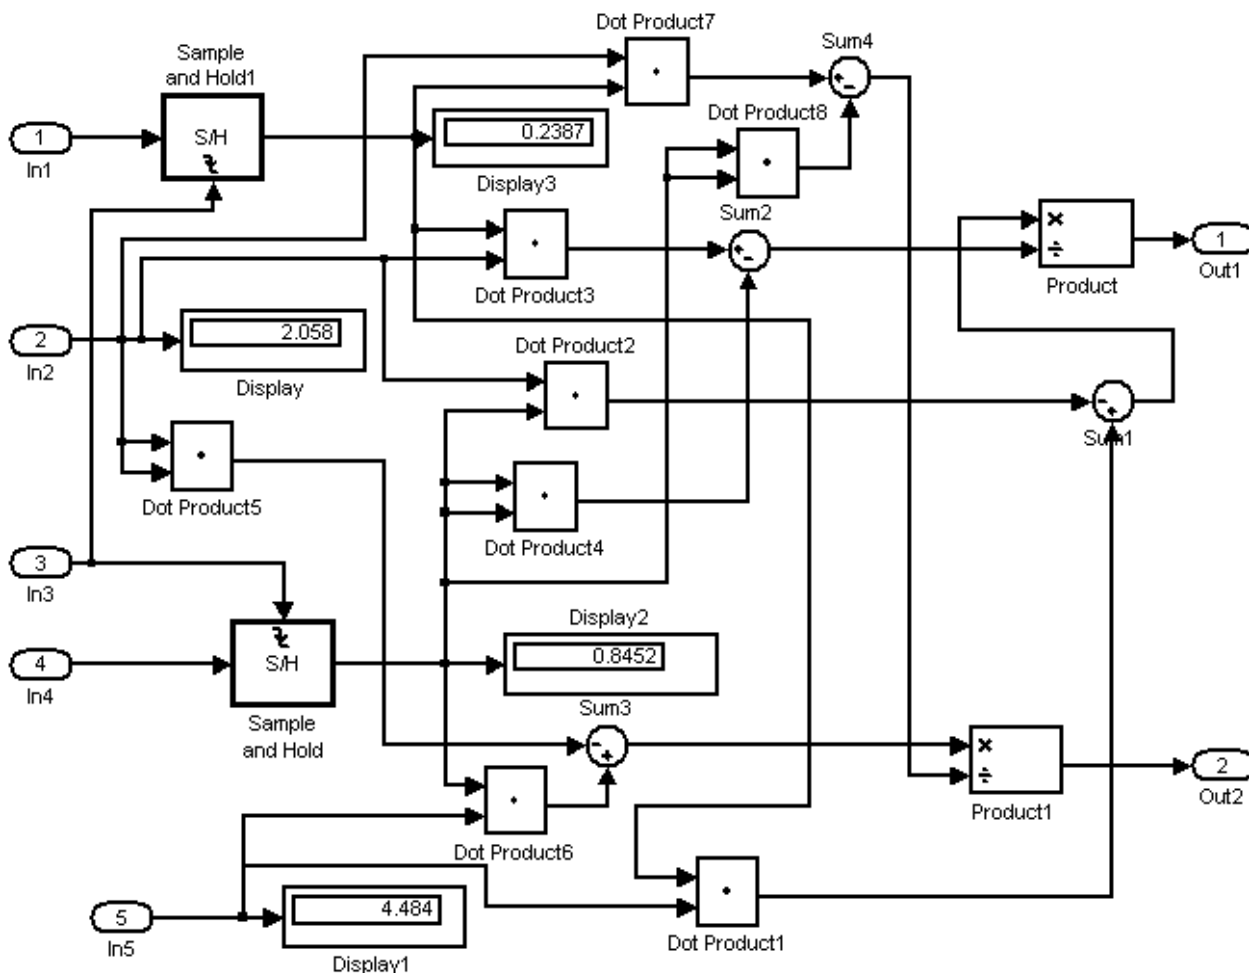 Dot Product7
Sum4
Sample
and Hold1
1
In1
S/H
0.2387
Display3
Dot Product8
Sum2
Dot Product3
×
÷
Product
1
Out1
2
In2
2.058
Display
Dot Product2
Sum1
Dot Product5
Dot Product4
3
In3
4
In4
S/H
Sample
and Hold
Display2
0.8452
Sum3
×
÷
Product1
2
Out2
Dot Product6
Dot Product1
5
In5
4.484
Display1